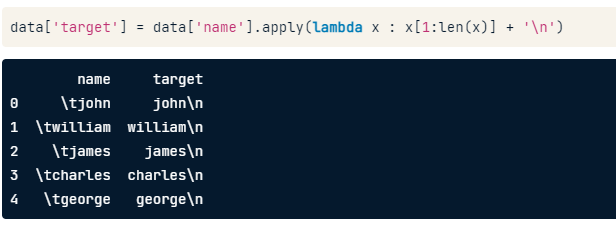 data['target'] = data['name'].apply(lambda x : x[1:len(x)] + '\n')
name target
0 \tjohn john\n
1 \twilliam william\n
2 \tjames james\n
3 \tcharles charles\n
4 \tgeorge george\n